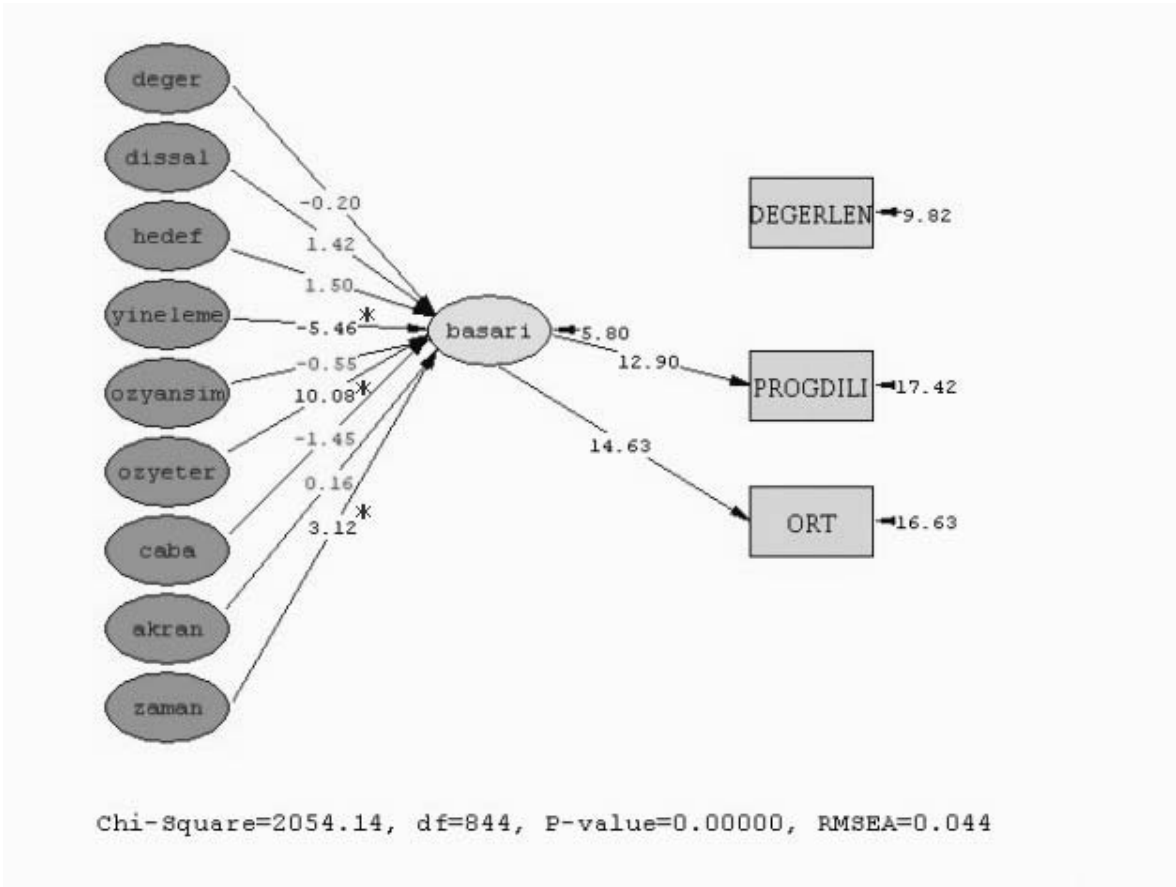 deger
dissal
hedef
yineleme
ozyansim
ozyeter
caba
akran
zaman
-0.20
1.42
1.50
-5.46*
-0.55
10.08*
-1.45
0.16
3.12*
basari
5.80
12.90
14.63
DEGERLEN
9.82
PROGDILI
17.42
ORT
16.63
Chi-Square=2054.14, df=844, P-value=0.00000, RMSEA=0.044